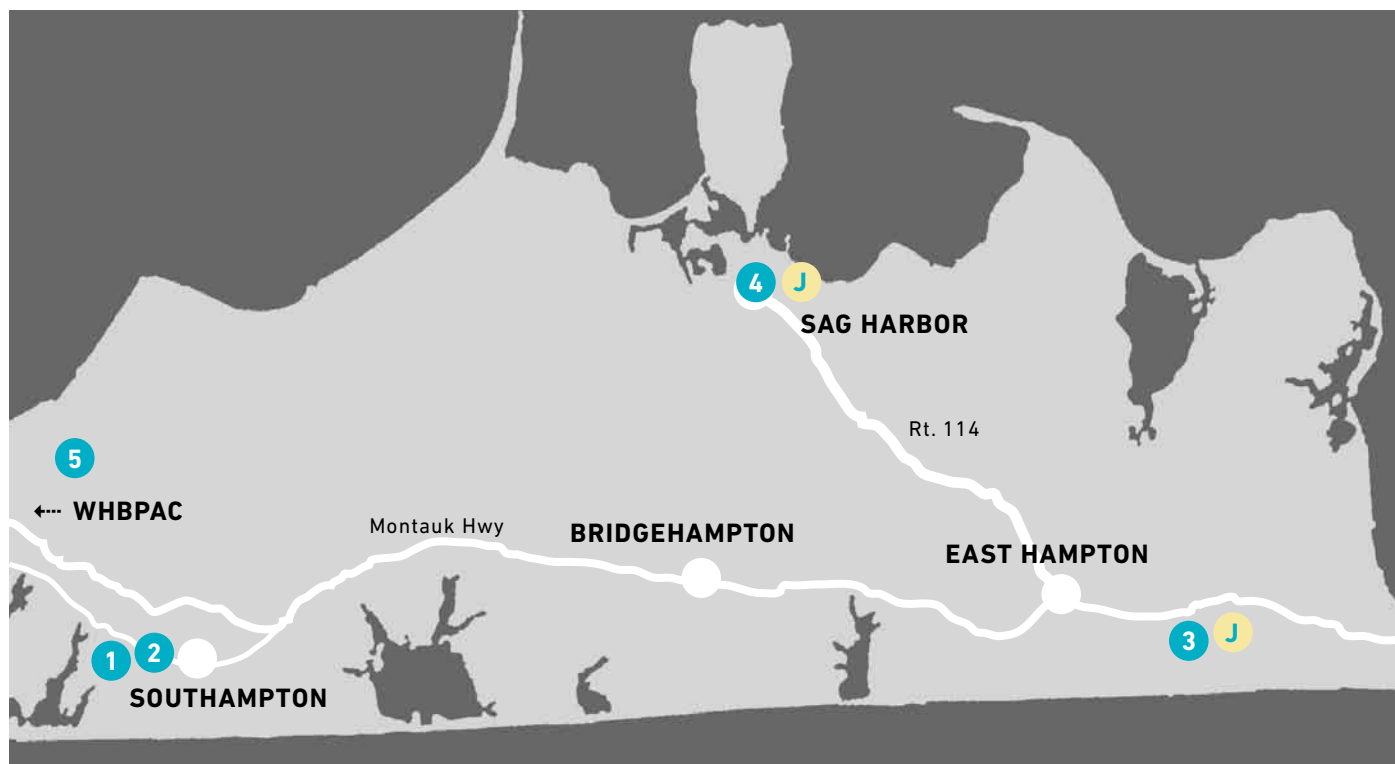 4 J
SAG HARBOR
Rt. 114
5
WHBPAC
Montauk Hwy
BRIDGEHAMPTON
EAST HAMPTON
3 J
1 2
SOUTHAMPTON